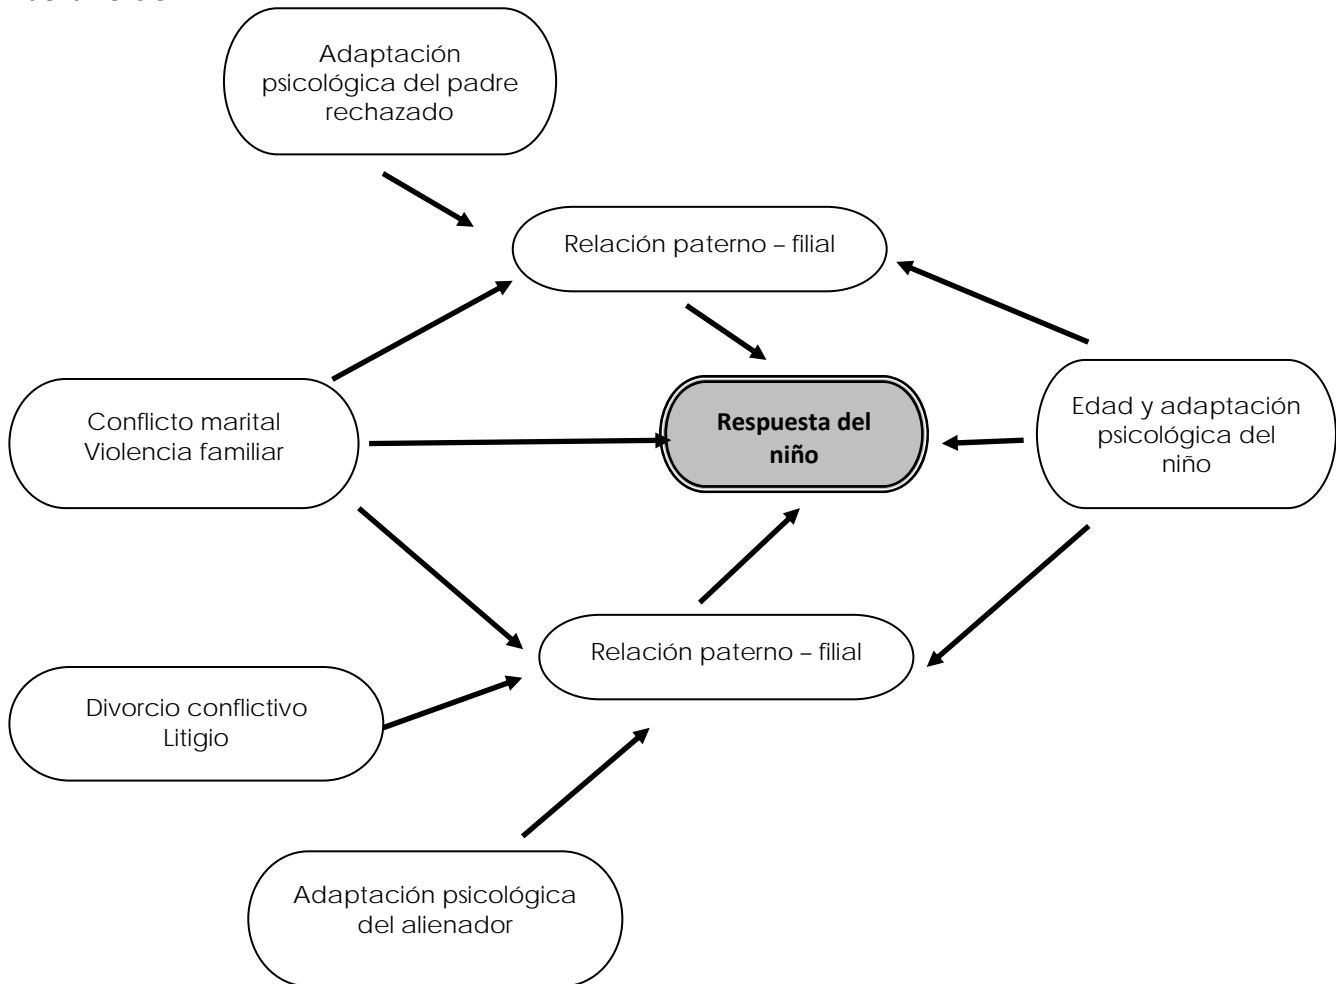 Adaptación
psicológica del padre
rechazado
Relación paterno – filial
Conflicto marital
Violencia familiar
Respuesta del
niño
Edad y adaptación
psicológica del
niño
Relación paterno – filial
Divorcio conflictivo
Litigio
Adaptación psicológica
del alienador